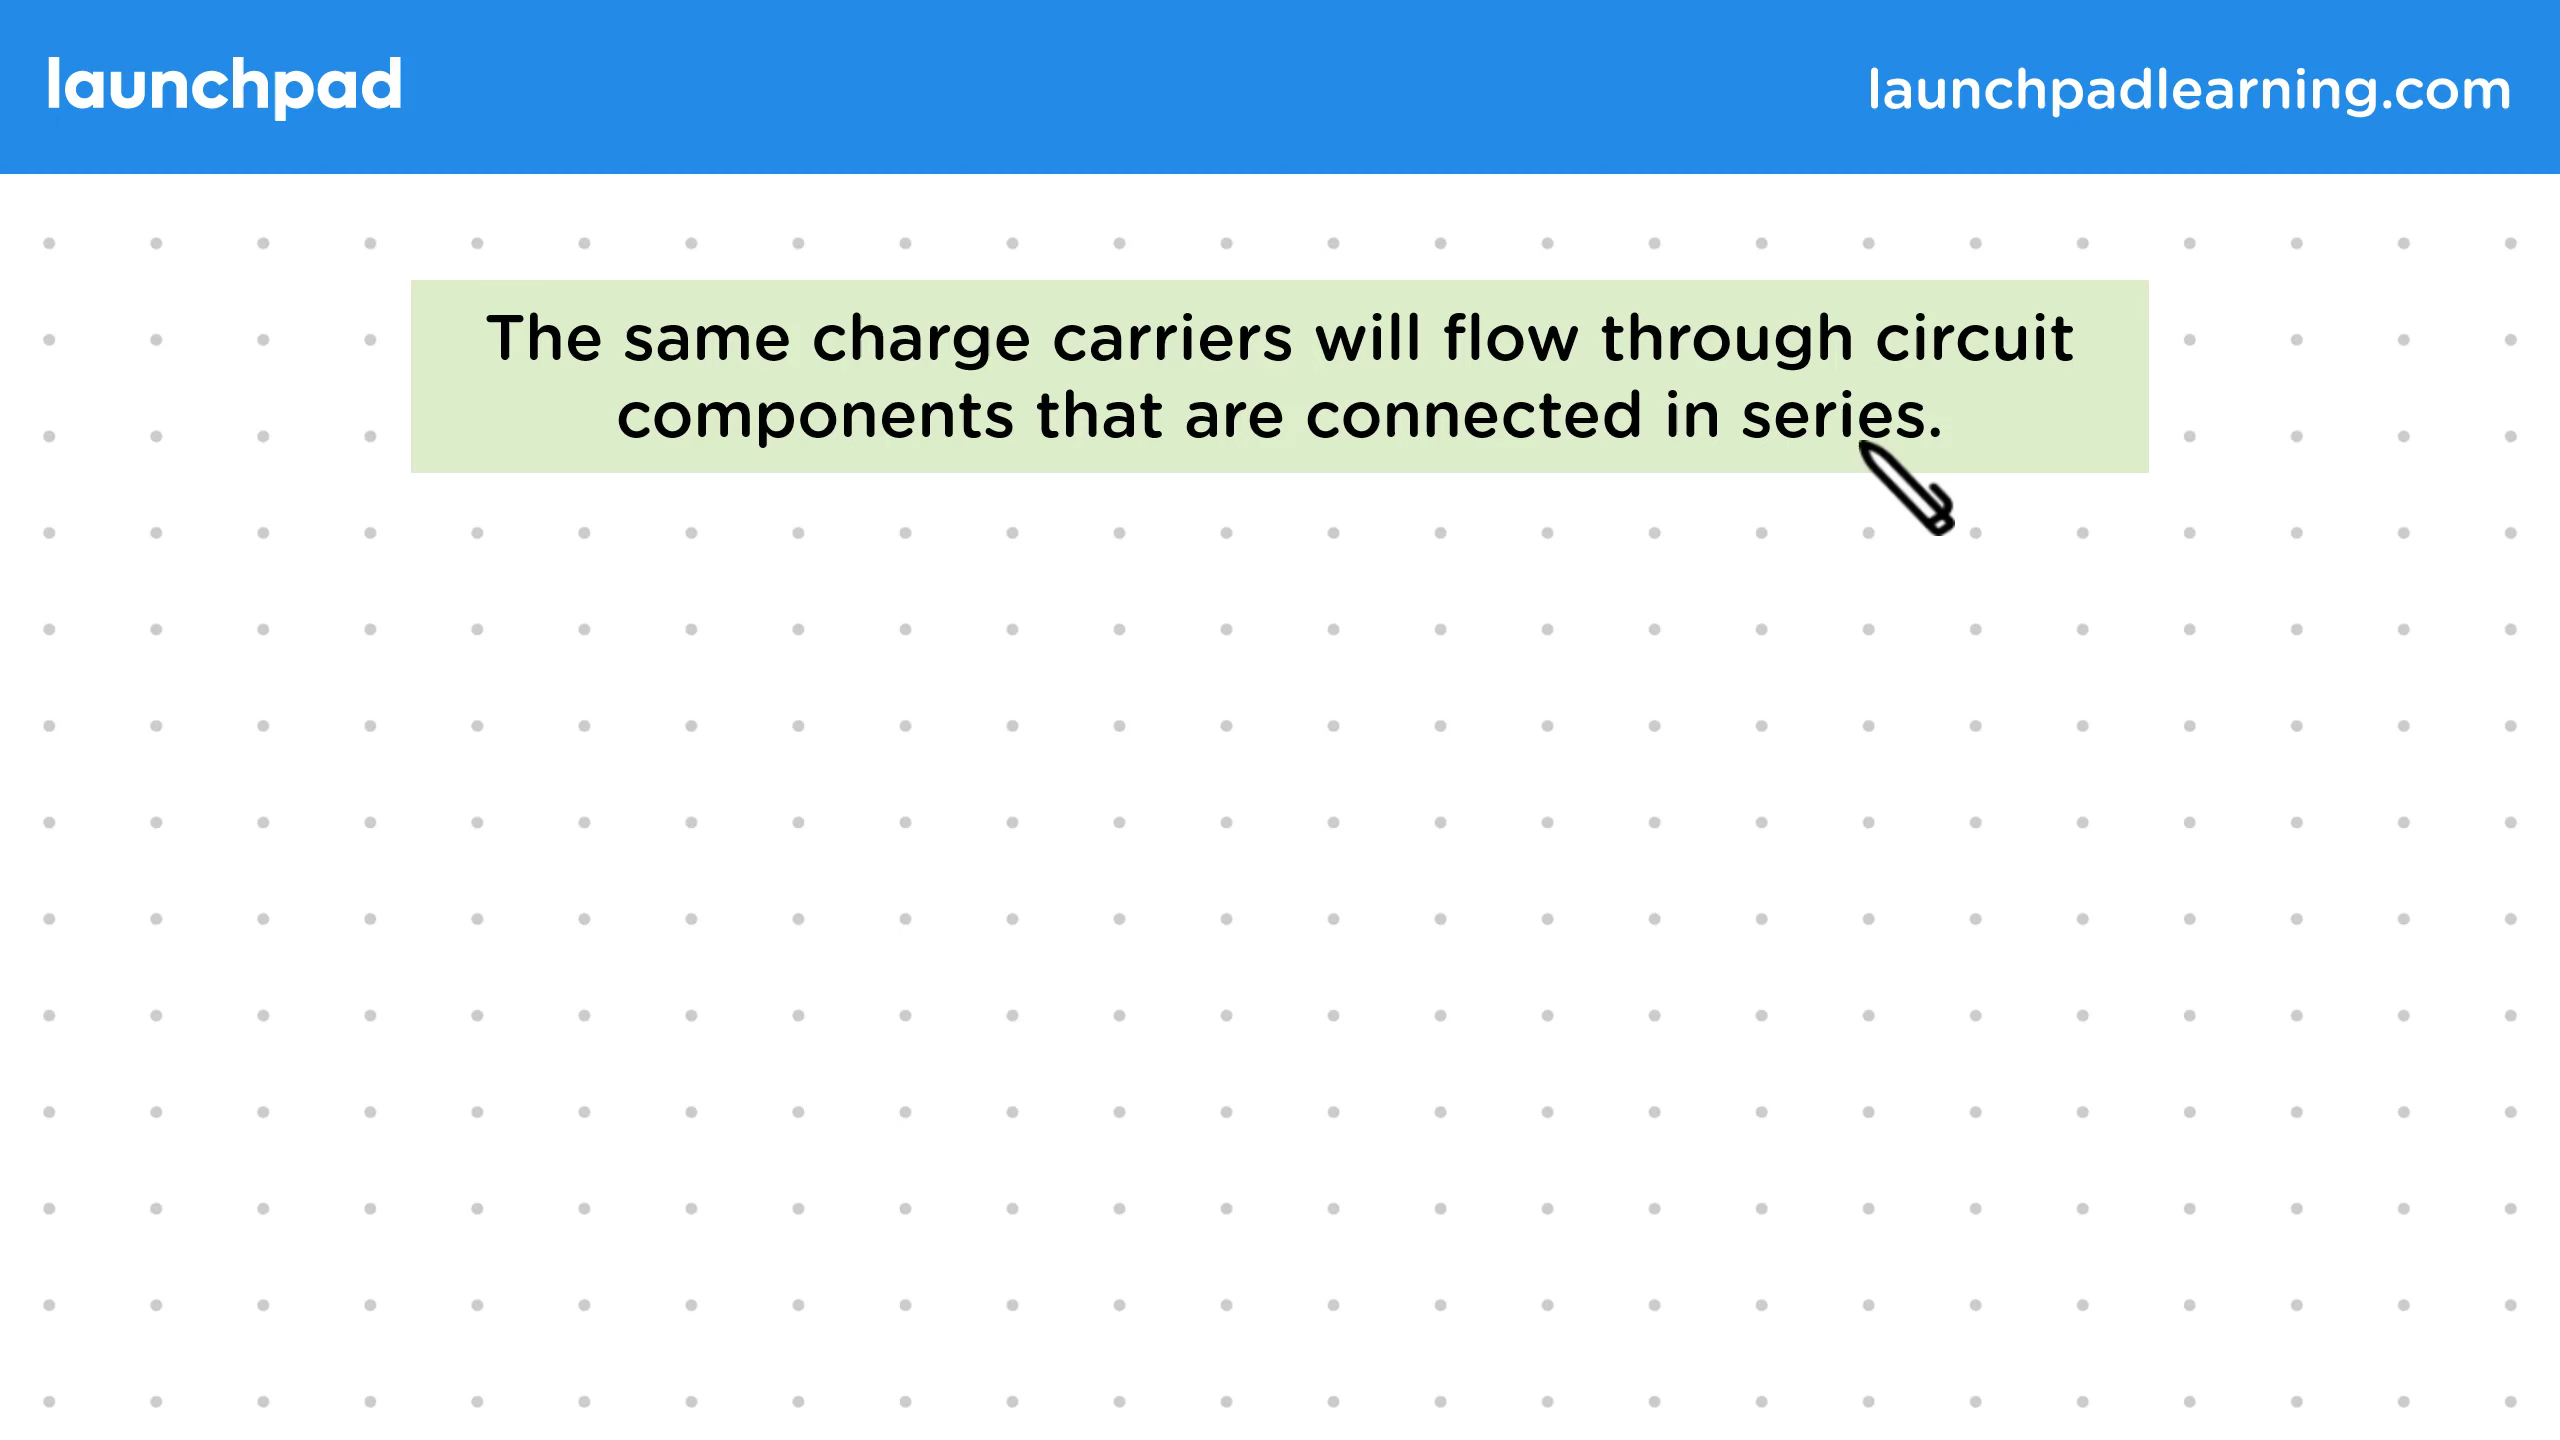 launchpad
launchpadlearning.com
The same charge carriers will flow through circuit
components that are connected in series.